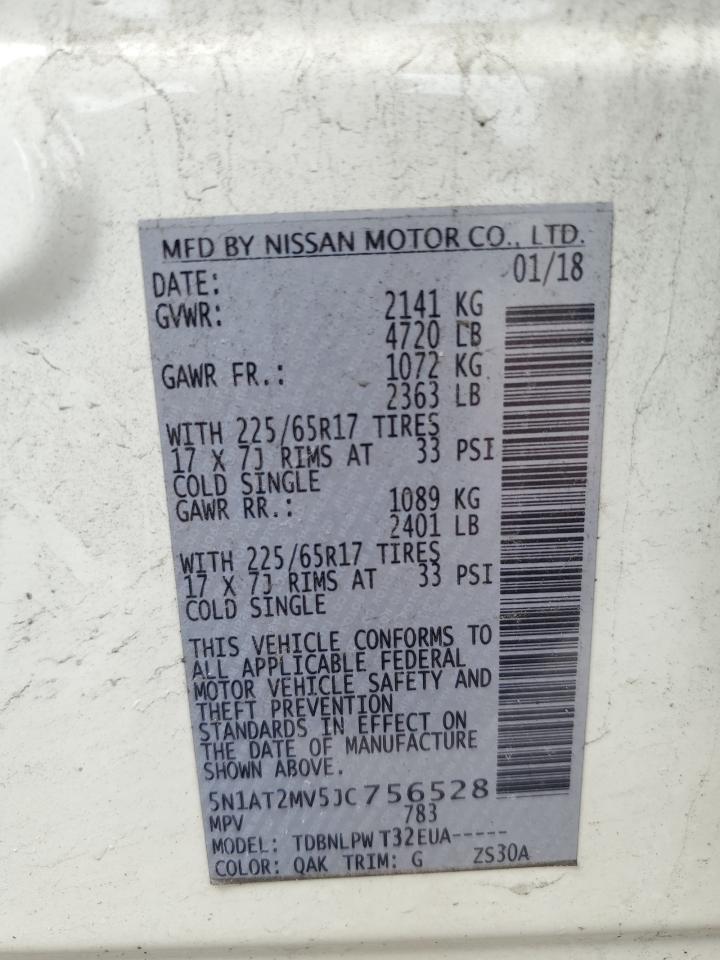 MFD BY NISSAN MOTOR CO., LTD.
DATE: 01/18
GVWR: 2141 KG
4720 LB
GAWR FR.: 1072 KG
2363 LB
WITH 225/65R17 TIRES
17 X 7J RIMS AT 33 PSI
COLD SINGLE
GAWR RR.: 1089 KG
2401 LB
WITH 225/65R17 TIRES
17 X 7J RIMS AT 33 PSI
COLD SINGLE
THIS VEHICLE CONFORMS TO
ALL APPLICABLE FEDERAL
MOTOR VEHICLE SAFETY AND
THEFT PREVENTION
STANDARDS IN EFFECT ON
THE DATE OF MANUFACTURE
SHOWN ABOVE.
5N1AT2MV5JC756528
MPV 783
MODEL: TDBNLPW T32EUA-----
COLOR: QAK TRIM: G ZS30A